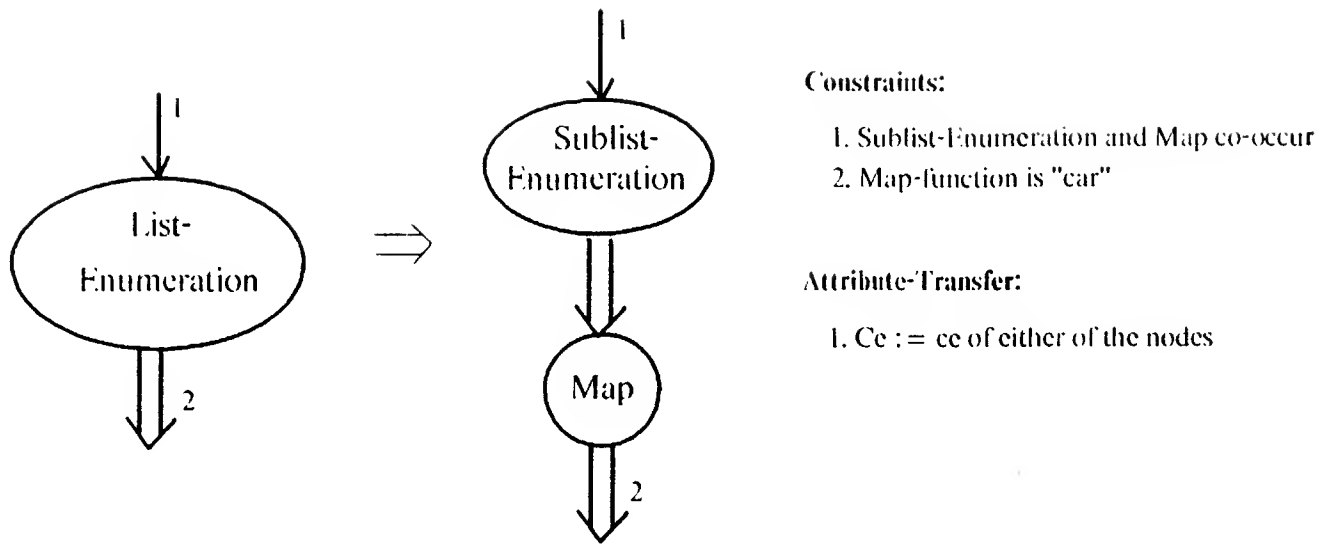 1
List-
Enumeration
2
1
Sublist-
Enumeration
Map
2
Constraints:
1. Sublist-Enumeration and Map co-occur
2. Map-function is "car"
Attribute-Transfer:
1. Ce := ce of either of the nodes